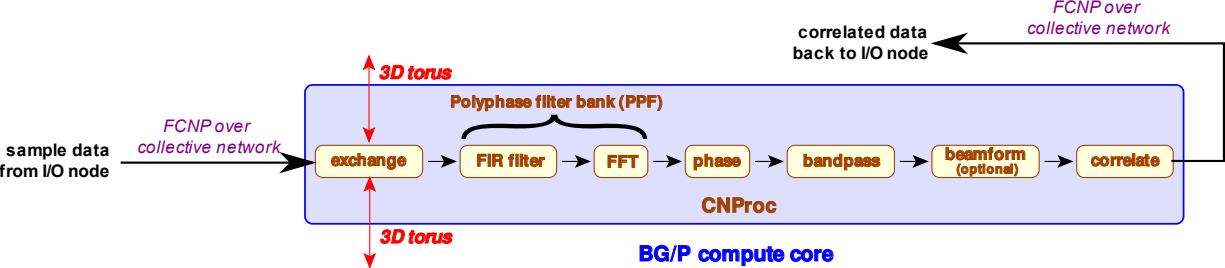 FCNP over
collective network
correlated data
back to I/O node
3D torus
Polyphase filter bank (PPF)
FCNP over
collective network
sample data
from I/O node
exchange
FIR filter
FFT
phase
bandpass
beamform
(optional)
correlate
CNProc
3D torus
BG/P compute core